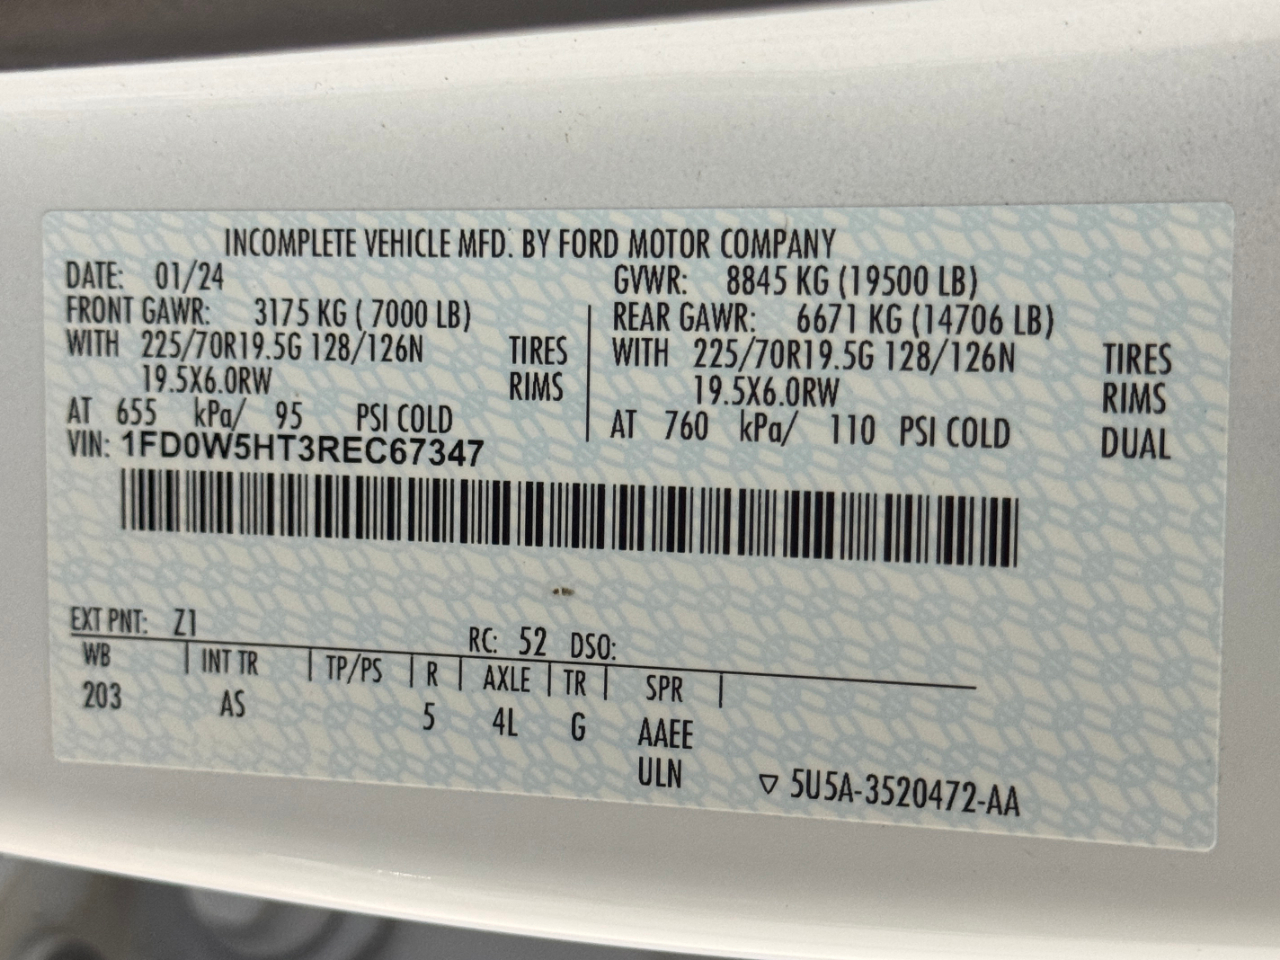 INCOMPLETE VEHICLE MFD. BY FORD MOTOR COMPANY
DATE: 01/24 GVWR: 8845 KG (19500 LB)
FRONT GAWR: 3175 KG ( 7000 LB) REAR GAWR: 6671 KG (14706 LB)
WITH 225/70R19.5G 128/126N TIRES WITH 225/70R19.5G 128/126N TIRES
19.5X6.0RW RIMS 19.5X6.0RW RIMS
AT 655 kPa/ 95 PSI COLD AT 760 kPa/ 110 PSI COLD DUAL
VIN: 1FD0W5HT3REC67347
EXT PNT: Z1 RC: 52 DSO:
WB INT TR TP/PS R AXLE TR SPR
203 AS 5 4L G AAEE
ULN ▽ 5U5A-3520472-AA